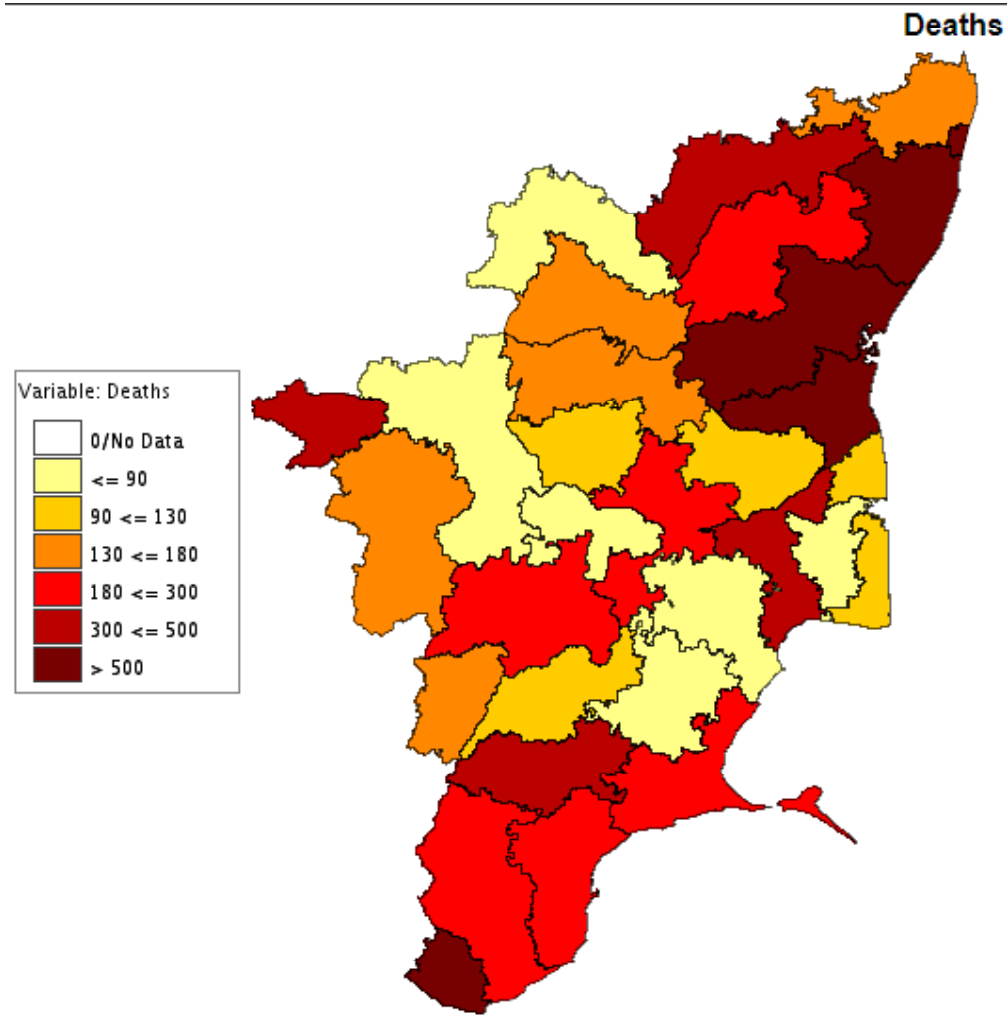 Deaths
Variable: Deaths
0/No Data
<= 90
90 <= 130
130 <= 180
180 <= 300
300 <= 500
> 500